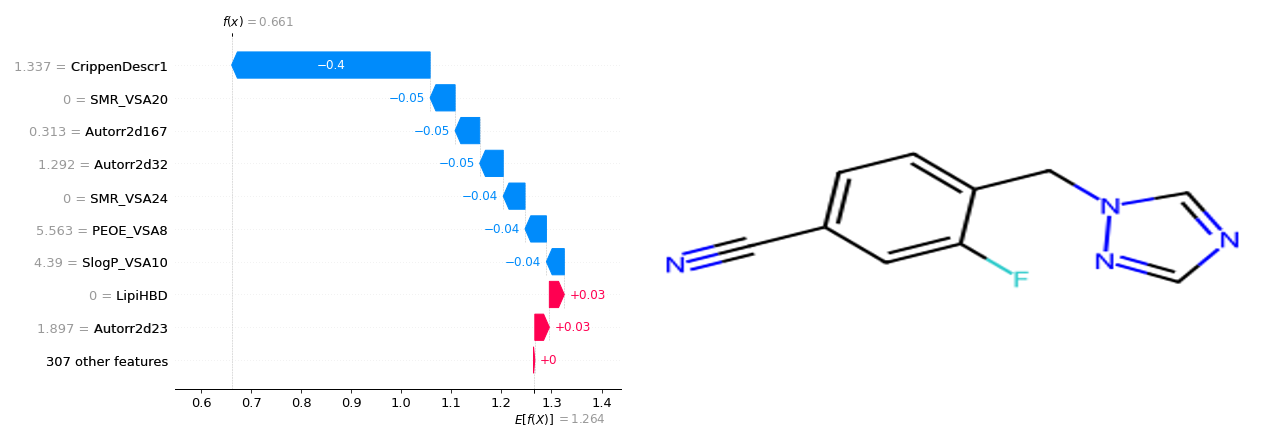 f(x) = 0.661
1.337 = CrippenDescr1
−0.4
0 = SMR_VSA20
−0.05
0.313 = Autorr2d167
−0.05
1.292 = Autorr2d32
−0.05
0 = SMR_VSA24
−0.04
5.563 = PEOE_VSA8
−0.04
4.39 = SlogP_VSA10
−0.04
0 = LipiHBD
+0.03
1.897 = Autorr2d23
+0.03
307 other features
+0
0.6 0.7 0.8 0.9 1.0 1.1 1.2 1.3 1.4
E[f(X)] = 1.264
N
N
N
N
F